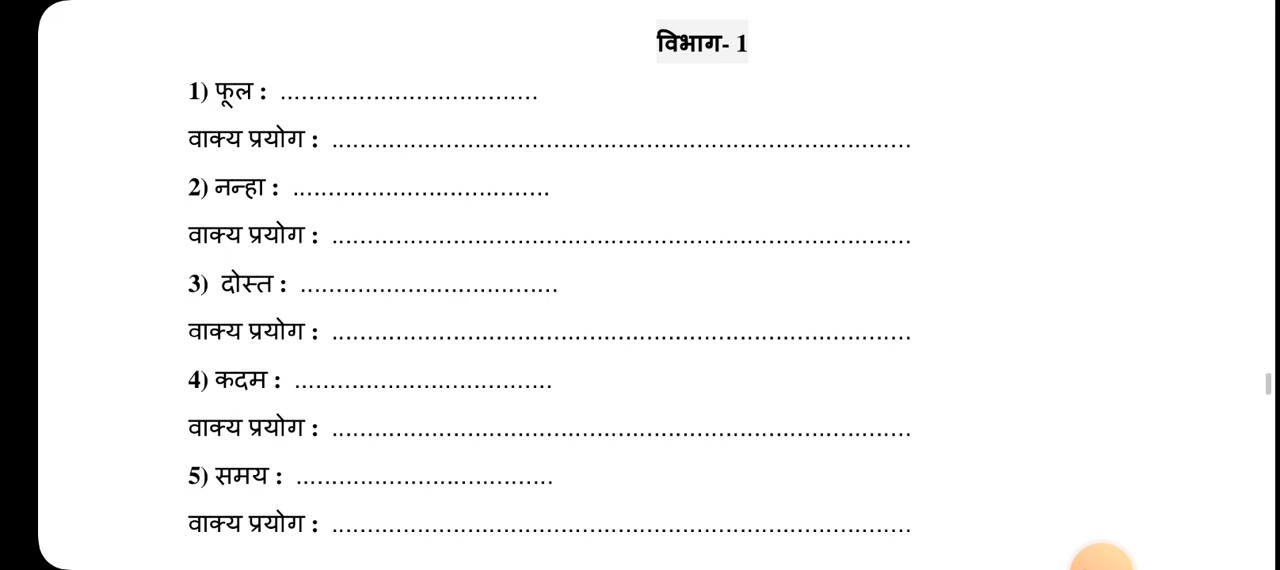 विभाग- 1
1) फूल : ....................................
वाक्य प्रयोग : .................................................................................
2) नन्हा : ....................................
वाक्य प्रयोग : .................................................................................
3) दोस्त : ....................................
वाक्य प्रयोग : .................................................................................
4) कदम : ....................................
वाक्य प्रयोग : .................................................................................
5) समय : ....................................
वाक्य प्रयोग : .................................................................................